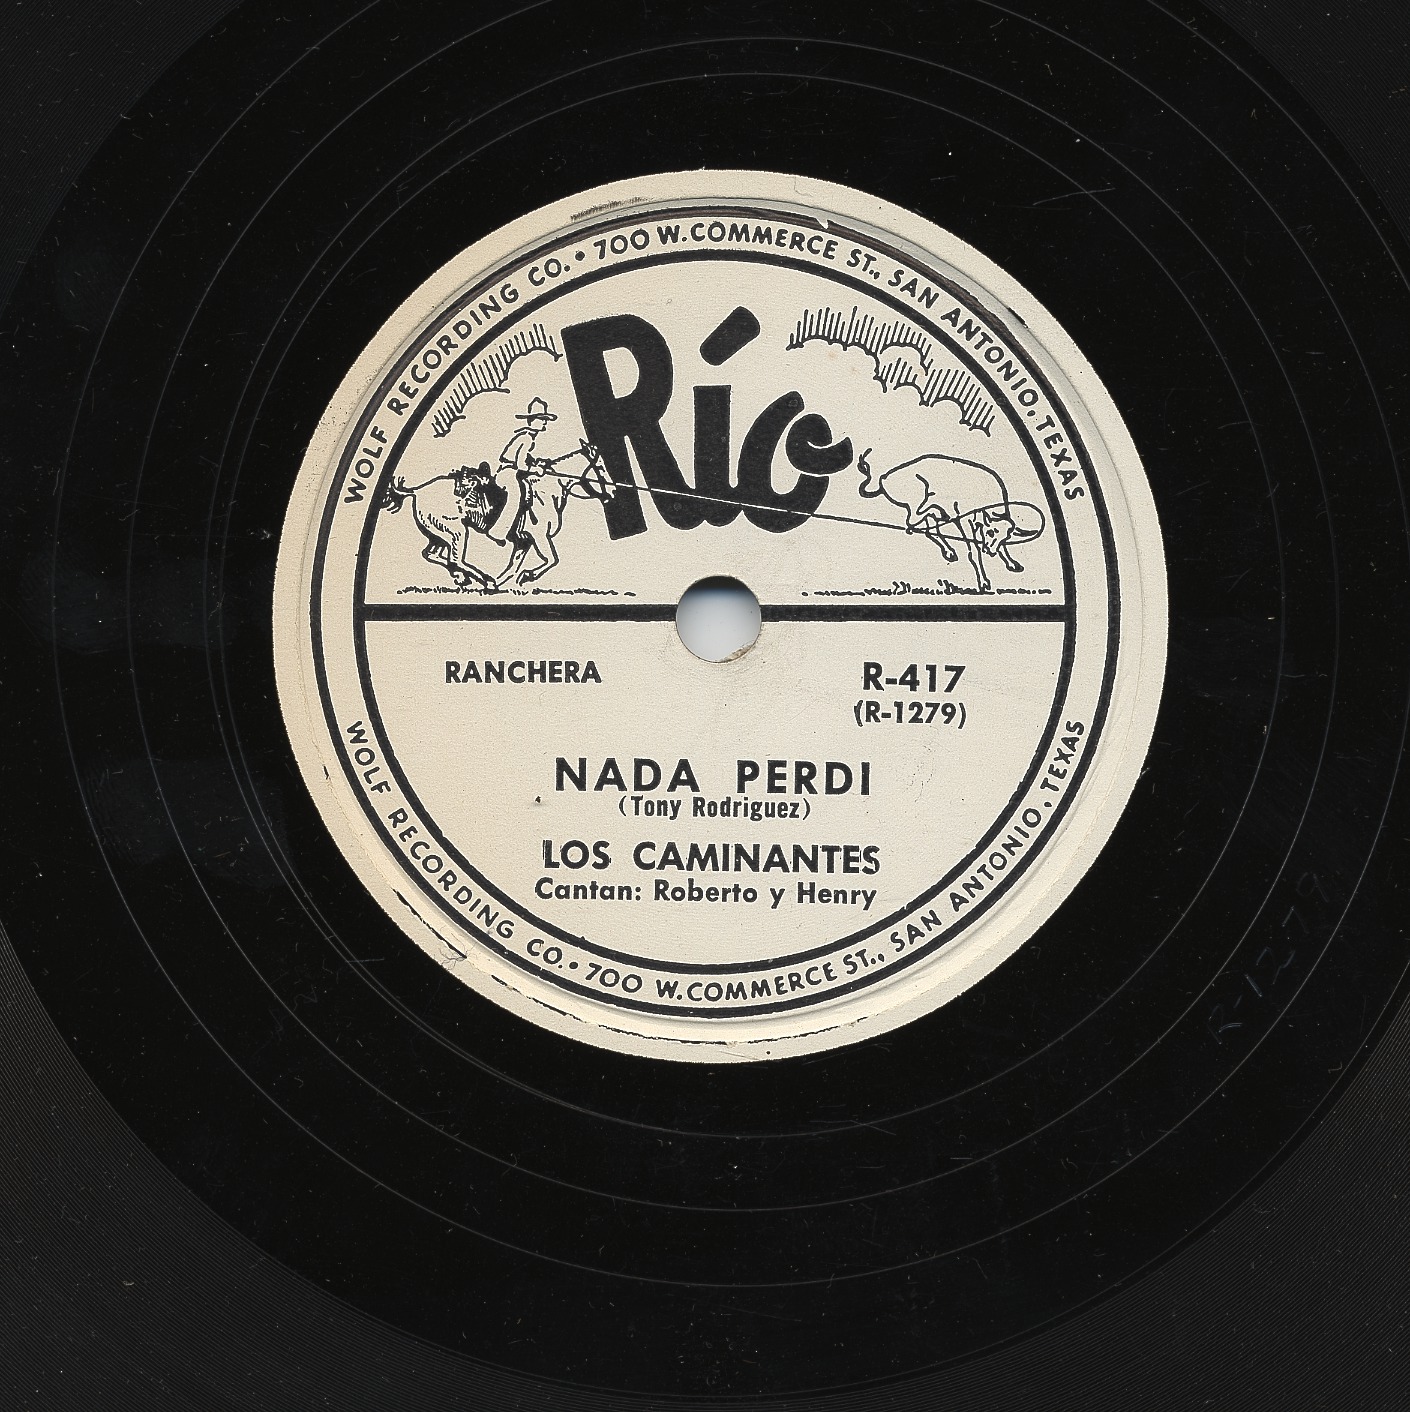 WOLF RECORDING CO. • 700 W. COMMERCE ST., SAN ANTONIO, TEXAS
Río
RANCHERA
R-417
(R-1279)
NADA PERDI
(Tony Rodriguez)
LOS CAMINANTES
Cantan: Roberto y Henry
WOLF RECORDING CO. • 700 W. COMMERCE ST., SAN ANTONIO, TEXAS